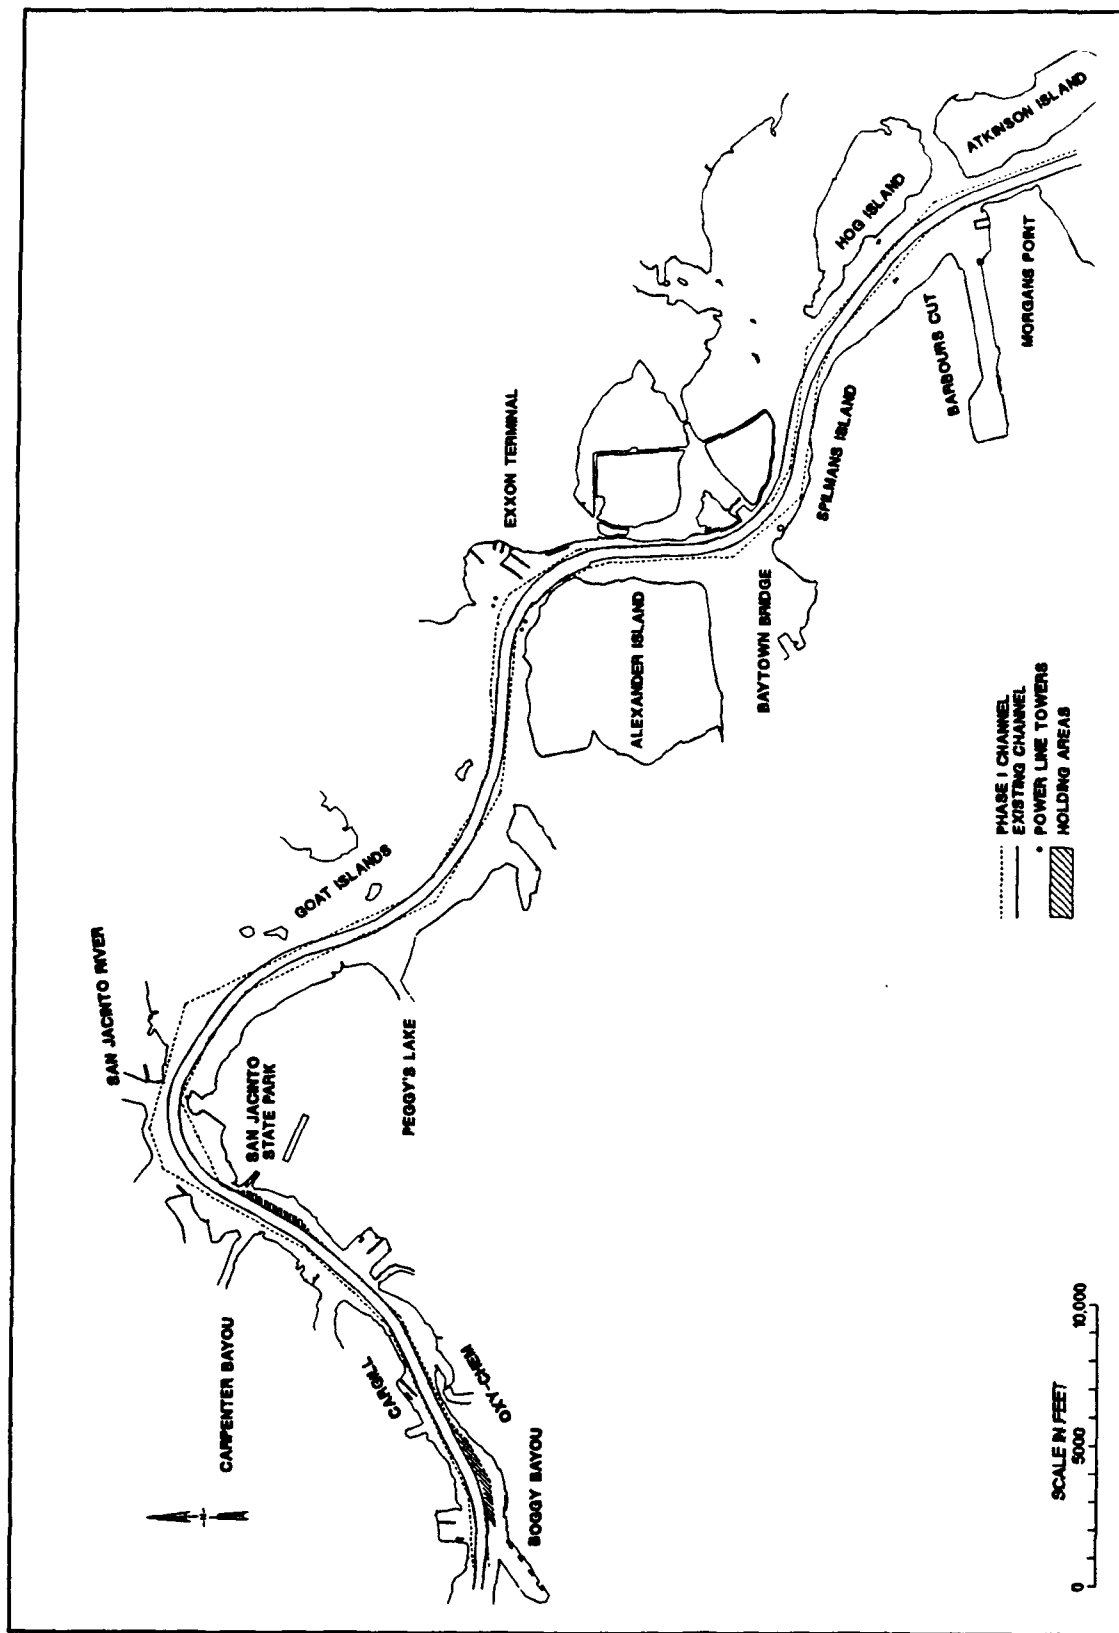 SAN JACINTO RIVER
CARPENTER BAYOU
SAN JACINTO
STATE PARK
GOAT ISLANDS
PEGGY'S LAKE
CARGILL
OXY-CHEM
BOGGY BAYOU
EXXON TERMINAL
ALEXANDER ISLAND
BAYTOWN BRIDGE
SPILMANS ISLAND
HOG ISLAND
ATKINSON ISLAND
BARBOURS CUT
MORGANS POINT
PHASE I CHANNEL
EXISTING CHANNEL
POWER LINE TOWERS
HOLDING AREAS
SCALE IN FEET
0 5000 10,000